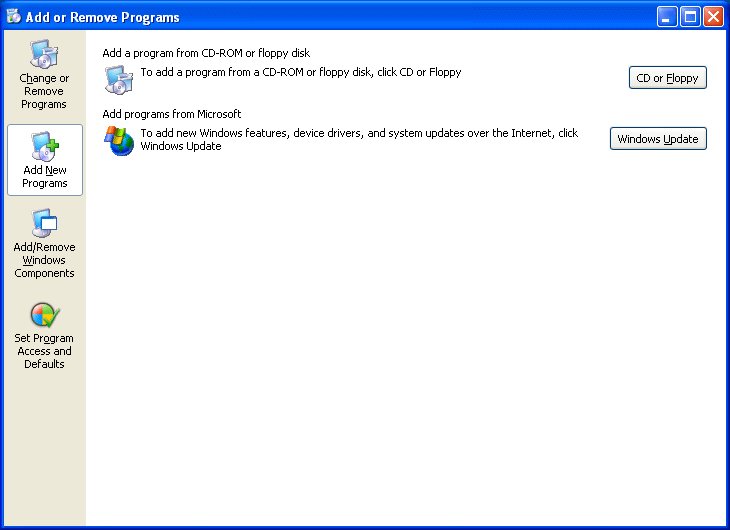 Add or Remove Programs
Change or
Remove
Programs
Add New
Programs
Add/Remove
Windows
Components
Set Program
Access and
Defaults
Add a program from CD-ROM or floppy disk
To add a program from a CD-ROM or floppy disk, click CD or Floppy
CD or Floppy
Add programs from Microsoft
To add new Windows features, device drivers, and system updates over the Internet, click
Windows Update
Windows Update